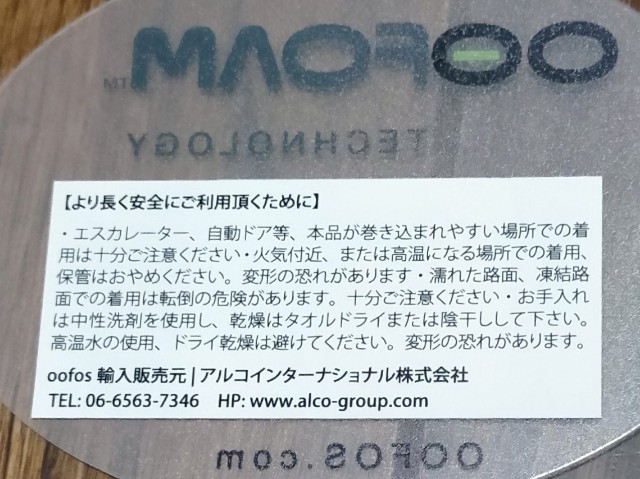 OOFOAM™
TECHNOLOGY
【より長く安全にご利用頂くために】
・エスカレーター、自動ドア等、本品が巻き込まれやすい場所での着
用は十分ご注意ください・火気付近、または高温になる場所での着用、
保管はおやめください。変形の恐れがあります・濡れた路面、凍結路
面での着用は転倒の危険があります。十分ご注意ください・お手入れ
は中性洗剤を使用し、乾燥はタオルドライまたは陰干しして下さい。
高温水の使用、ドライ乾燥は避けてください。変形の恐れがあります。
oofos 輸入販売元 | アルコインターナショナル株式会社
TEL: 06-6563-7346 HP: www.alco-group.com
OOFOS.com